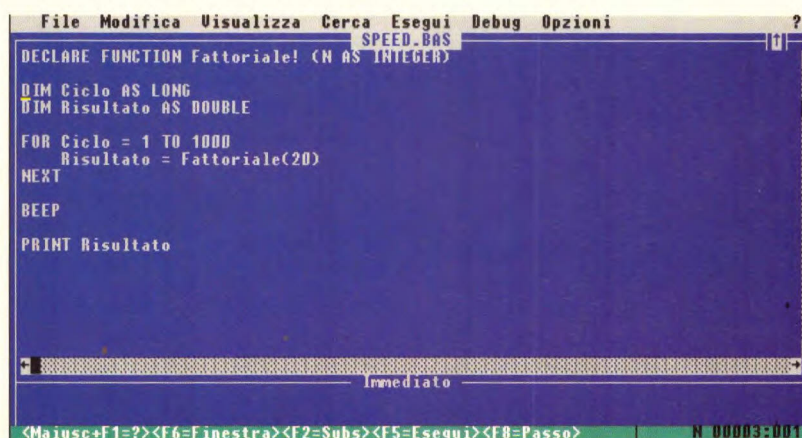 File Modifica Visualizza Cerca Esegui Debug Opzioni ?
SPEED.BAS
DECLARE FUNCTION Fattoriale! (N AS INTEGER)
DIM Ciclo AS LONG
DIM Risultato AS DOUBLE
FOR Ciclo = 1 TO 1000
Risultato = Fattoriale(20)
NEXT
BEEP
PRINT Risultato
Immediato
<Maiusc+F1=?><F6=Finestra><F2=Subs><F5=Esegui><F8=Passo> N 00003:001